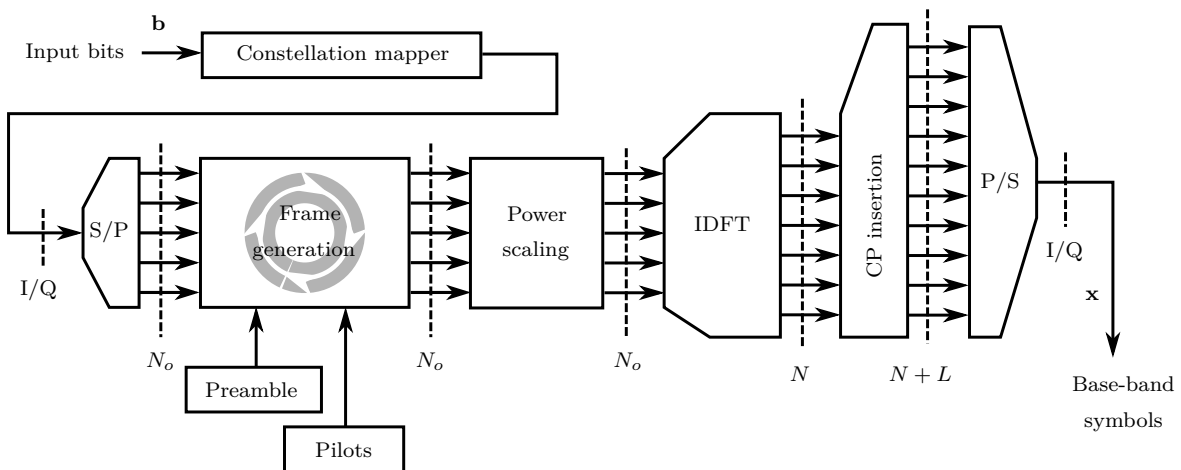 b
Input bits
Constellation mapper
I/Q
S/P
N_o
Frame
generation
Preamble
Pilots
N_o
Power
scaling
N_o
IDFT
N
CP insertion
N + L
P/S
I/Q
x
Base-band
symbols